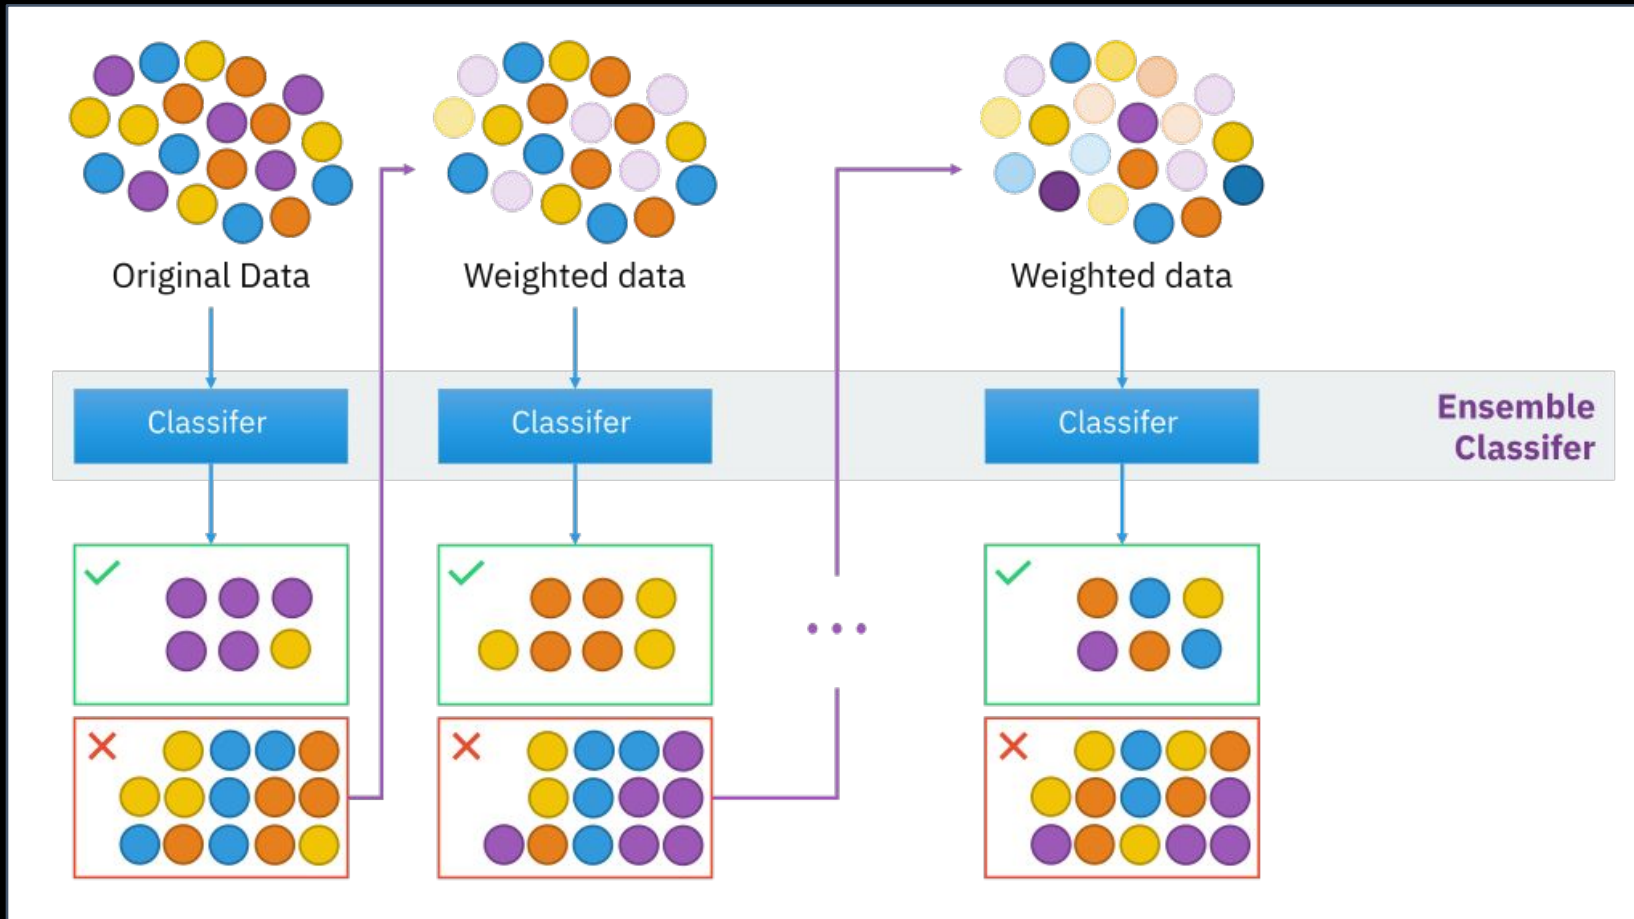 Original Data
Weighted data
Weighted data
Classifer
Classifer
Classifer
Ensemble
Classifer